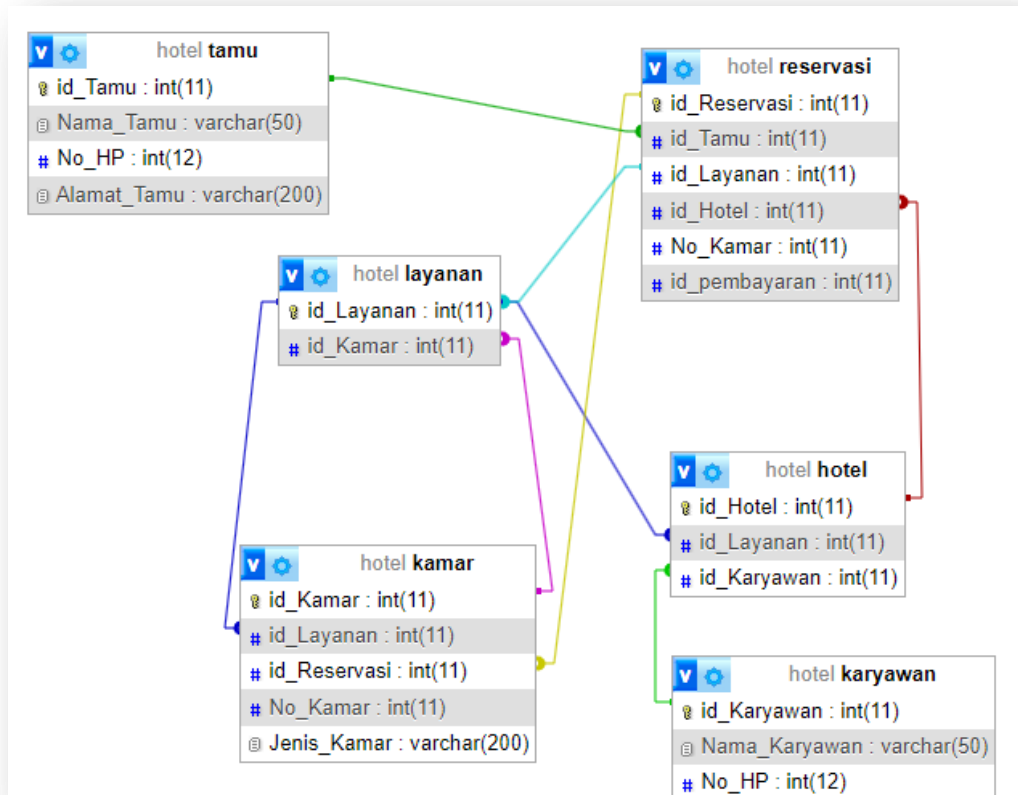 v hotel tamu
id_Tamu : int(11)
Nama_Tamu : varchar(50)
# No_HP : int(12)
Alamat_Tamu : varchar(200)
v hotel reservasi
id_Reservasi : int(11)
# id_Tamu : int(11)
# id_Layanan : int(11)
# id_Hotel : int(11)
# No_Kamar : int(11)
# id_pembayaran : int(11)
v hotel layanan
id_Layanan : int(11)
# id_Kamar : int(11)
v hotel hotel
id_Hotel : int(11)
# id_Layanan : int(11)
# id_Karyawan : int(11)
v hotel kamar
id_Kamar : int(11)
# id_Layanan : int(11)
# id_Reservasi : int(11)
# No_Kamar : int(11)
Jenis_Kamar : varchar(200)
v hotel karyawan
id_Karyawan : int(11)
Nama_Karyawan : varchar(50)
# No_HP : int(12)